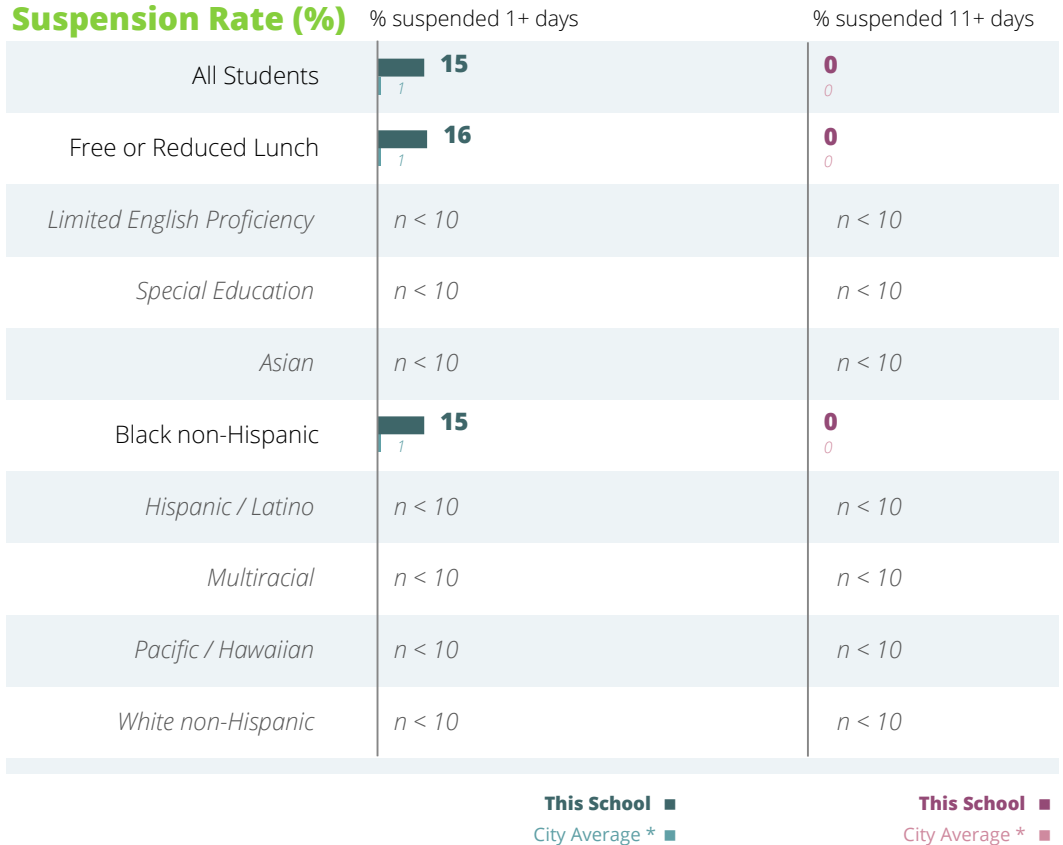 Suspension Rate (%) % suspended 1+ days % suspended 11+ days
All Students 15 0
1 0
Free or Reduced Lunch 16 0
1 0
Limited English Proficiency n < 10 n < 10
Special Education n < 10 n < 10
Asian n < 10 n < 10
Black non-Hispanic 15 0
1 0
Hispanic / Latino n < 10 n < 10
Multiracial n < 10 n < 10
Pacific / Hawaiian n < 10 n < 10
White non-Hispanic n < 10 n < 10
This School This School
City Average * City Average *